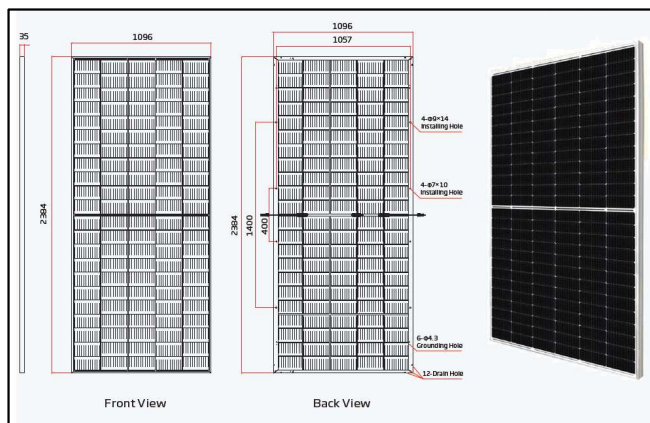 35
1096
2384
Front View
1096
1057
2384
1400
400
4-φ9×14
Installing Hole
4-φ7×10
Installing Hole
6-φ4.3
Grounding Hole
12-Drain Hole
Back View